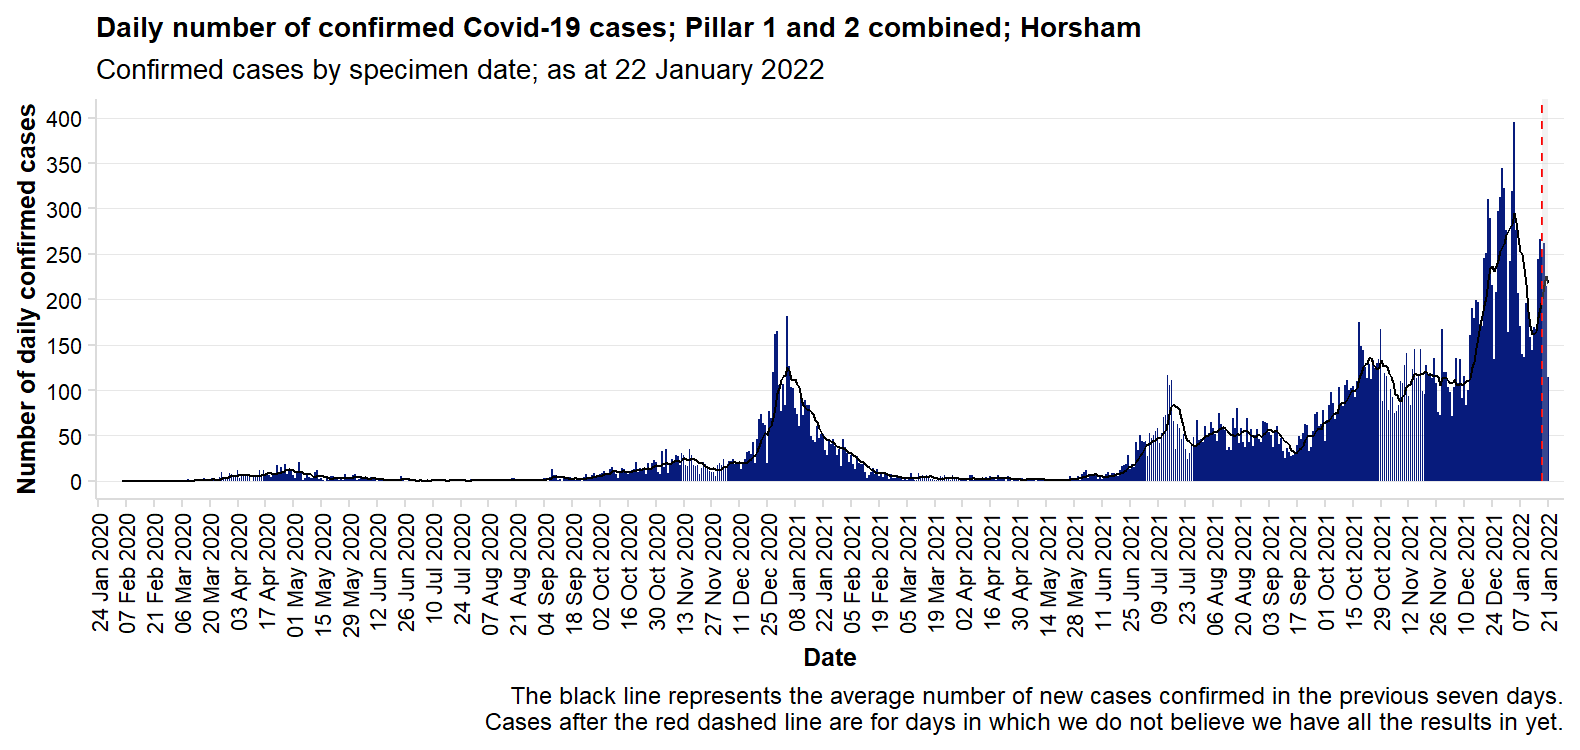 Daily number of confirmed Covid-19 cases; Pillar 1 and 2 combined; Horsham
Confirmed cases by specimen date; as at 22 January 2022
Number of daily confirmed cases
400
350
300
250
200
150
100
50
0
24 Jan 2020
07 Feb 2020
21 Feb 2020
06 Mar 2020
20 Mar 2020
03 Apr 2020
17 Apr 2020
01 May 2020
15 May 2020
29 May 2020
12 Jun 2020
26 Jun 2020
10 Jul 2020
24 Jul 2020
07 Aug 2020
21 Aug 2020
04 Sep 2020
18 Sep 2020
02 Oct 2020
16 Oct 2020
30 Oct 2020
13 Nov 2020
27 Nov 2020
11 Dec 2020
25 Dec 2020
08 Jan 2021
22 Jan 2021
05 Feb 2021
19 Feb 2021
05 Mar 2021
19 Mar 2021
02 Apr 2021
16 Apr 2021
30 Apr 2021
14 May 2021
28 May 2021
11 Jun 2021
25 Jun 2021
09 Jul 2021
23 Jul 2021
06 Aug 2021
20 Aug 2021
03 Sep 2021
17 Sep 2021
01 Oct 2021
15 Oct 2021
29 Oct 2021
12 Nov 2021
26 Nov 2021
10 Dec 2021
24 Dec 2021
07 Jan 2022
21 Jan 2022
Date
The black line represents the average number of new cases confirmed in the previous seven days.
Cases after the red dashed line are for days in which we do not believe we have all the results in yet.